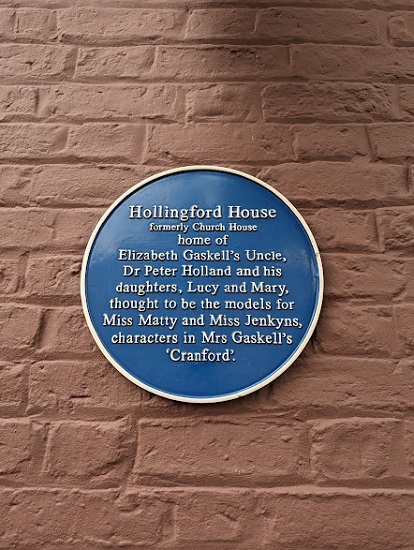 Hollingford House
formerly Church House
home of
Elizabeth Gaskell's Uncle,
Dr Peter Holland and his
daughters, Lucy and Mary,
thought to be the models for
Miss Matty and Miss Jenkyns,
characters in Mrs Gaskell's
'Cranford'.